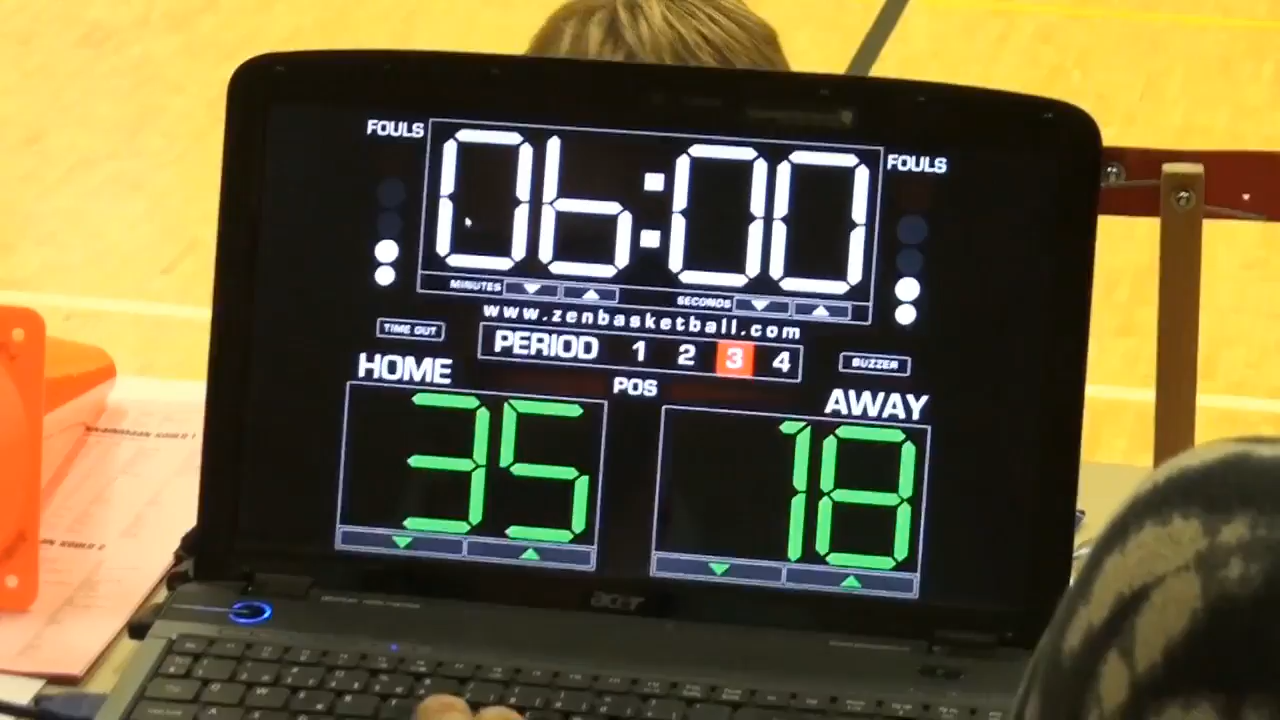 FOULS
06:00
FOULS
MINUTES
SECONDS
www.zenbasketball.com
TIME OUT
PERIOD 1 2 3 4
BUZZER
HOME
POS
AWAY
35
18
acer